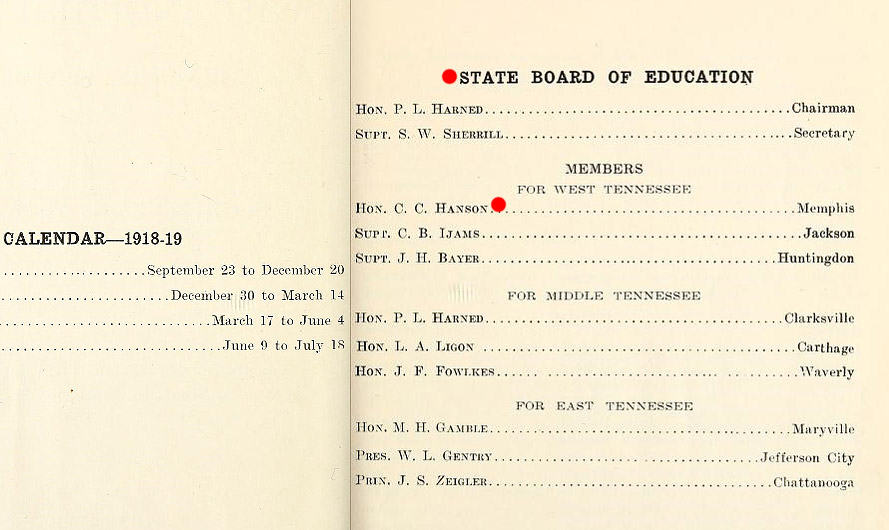 CALENDAR—1918-19
September 23 to December 20
December 30 to March 14
March 17 to June 4
June 9 to July 18
STATE BOARD OF EDUCATION
HON. P. L. HARNED Chairman
SUPT. S. W. SHERRILL Secretary
MEMBERS
FOR WEST TENNESSEE
HON. C. C. HANSON Memphis
SUPT. C. B. IJAMS Jackson
SUPT. J. H. BAYER Huntingdon
FOR MIDDLE TENNESSEE
HON. P. L. HARNED Clarksville
HON. L. A. LIGON Carthage
HON. J. F. FOWLKES Waverly
FOR EAST TENNESSEE
HON. M. H. GAMBLE Maryville
PRES. W. L. GENTRY Jefferson City
PRIN. J. S. ZEIGLER Chattanooga